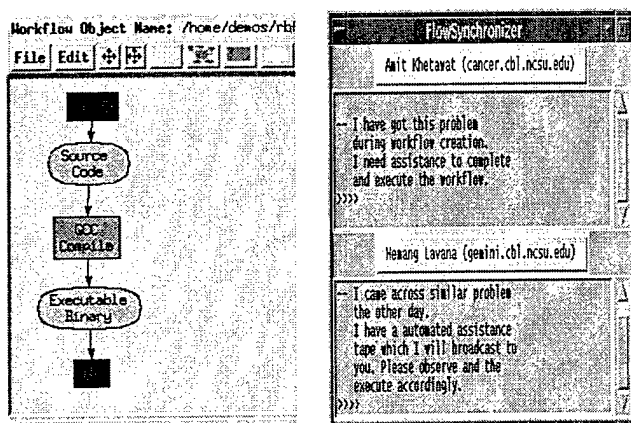 Workflow Object Name: /home/demos/rbl
File Edit
Source
Code
GCC
Compile
Executable
Binary
FlowSynchronizer
Amit Khetawat (cancer.cbl.ncsu.edu)
-- I have got this problem
during workflow creation.
I need assistance to complete
and execute the workflow.
>>>>
Hemang Lavana (gemini.cbl.ncsu.edu)
-- I came across similar problem
the other day.
I have a automated assistance
tape which I will broadcast to
you. Please observe and the
execute accordingly.
>>>>